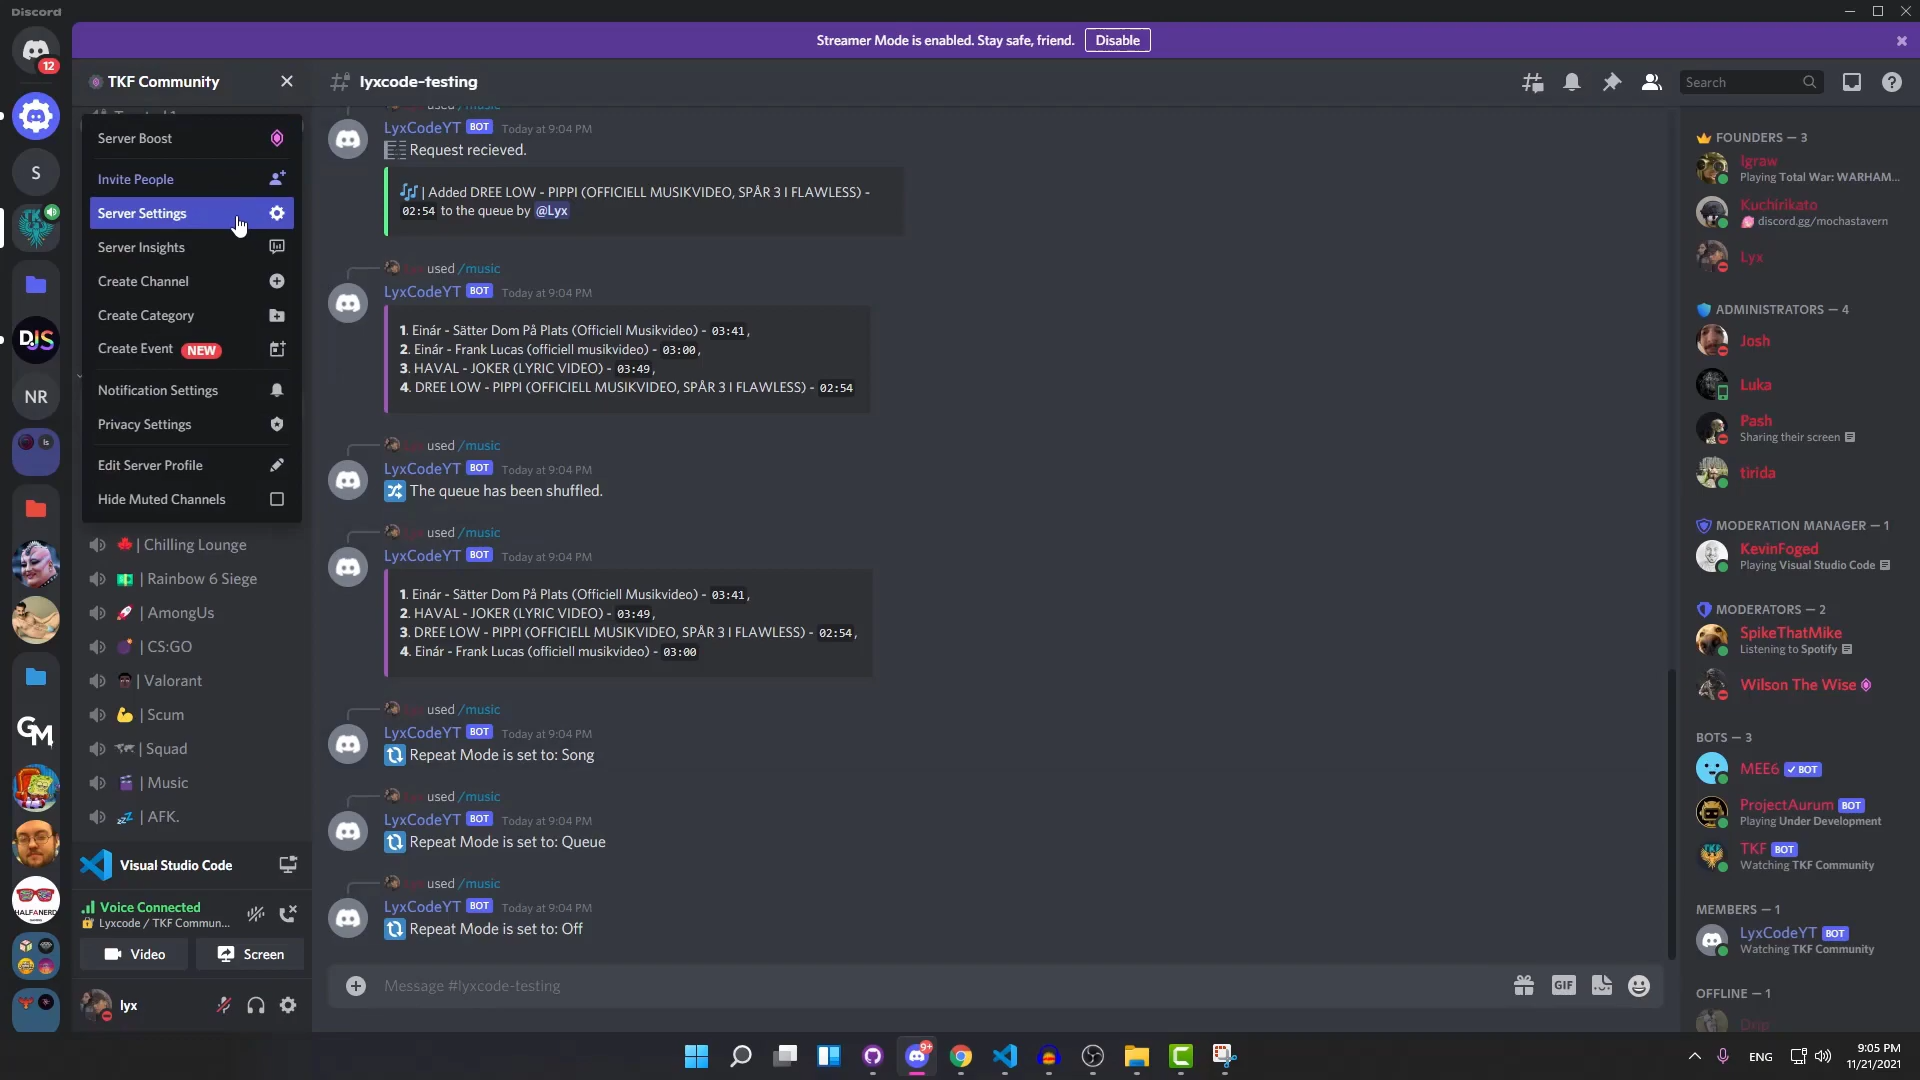 Discord
Streamer Mode is enabled. Stay safe, friend.
Disable
12
S
NR
TKF Community
Server Boost
Invite People
Server Settings
Server Insights
Create Channel
Create Category
Create Event NEW
Notification Settings
Privacy Settings
Edit Server Profile
Hide Muted Channels
| Chilling Lounge
| Rainbow 6 Siege
| AmongUs
| CS:GO
| Valorant
| Scum
| Squad
| Music
| AFK.
Visual Studio Code
Voice Connected
Lyxcode / TKF Commun...
Video
Screen
lyx
lyxcode-testing
Search
used /music
LyxCodeYT BOT Today at 9:04 PM
Request recieved.
| Added DREE LOW - PIPPI (OFFICIELL MUSIKVIDEO, SPÅR 3 I FLAWLESS) -
02:54 to the queue by @Lyx
used /music
LyxCodeYT BOT Today at 9:04 PM
1. Einár - Sätter Dom På Plats (Officiell Musikvideo) - 03:41,
2. Einár - Frank Lucas (officiell musikvideo) - 03:00,
3. HAVAL - JOKER (LYRIC VIDEO) - 03:49,
4. DREE LOW - PIPPI (OFFICIELL MUSIKVIDEO, SPÅR 3 I FLAWLESS) - 02:54
used /music
LyxCodeYT BOT Today at 9:04 PM
The queue has been shuffled.
used /music
LyxCodeYT BOT Today at 9:04 PM
1. Einár - Sätter Dom På Plats (Officiell Musikvideo) - 03:41,
2. HAVAL - JOKER (LYRIC VIDEO) - 03:49,
3. DREE LOW - PIPPI (OFFICIELL MUSIKVIDEO, SPÅR 3 I FLAWLESS) - 02:54,
4. Einár - Frank Lucas (officiell musikvideo) - 03:00
used /music
LyxCodeYT BOT Today at 9:04 PM
Repeat Mode is set to: Song
used /music
LyxCodeYT BOT Today at 9:04 PM
Repeat Mode is set to: Queue
used /music
LyxCodeYT BOT Today at 9:04 PM
Repeat Mode is set to: Off
Message #lyxcode-testing
GIF
FOUNDERS — 3
Igraw
Playing Total War: WARHAM...
Kuchirikato
discord.gg/mochastavern
Lyx
ADMINISTRATORS — 4
Josh
Luka
Pash
Sharing their screen
tirida
MODERATION MANAGER — 1
KevinFoged
Playing Visual Studio Code
MODERATORS — 2
SpikeThatMike
Listening to Spotify
Wilson The Wise
BOTS — 3
MEE6 BOT
ProjectAurum BOT
Playing Under Development
TKF BOT
Watching TKF Community
MEMBERS — 1
LyxCodeYT BOT
Watching TKF Community
OFFLINE — 1
Drip
DJS
GM
HALFANERD
9+
ENG
9:05 PM
11/21/2021